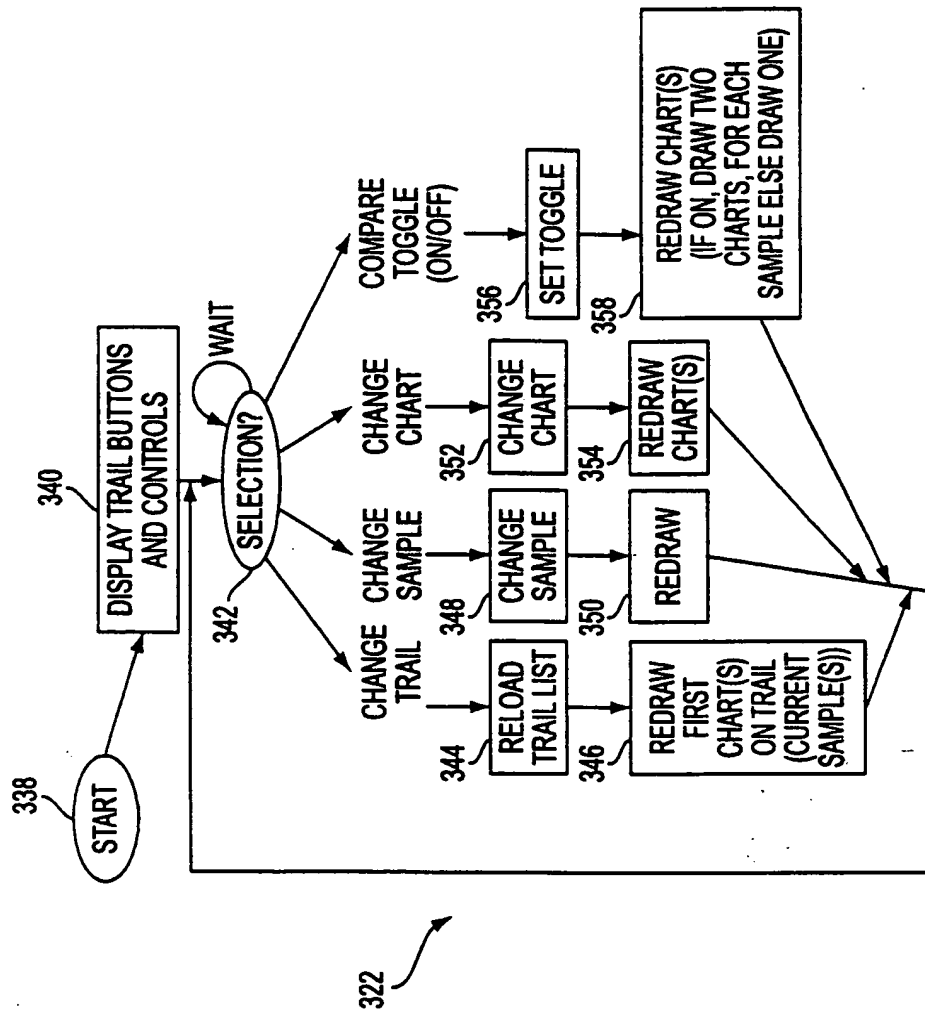 338
START
340
DISPLAY TRAIL BUTTONS
AND CONTROLS
342
SELECTION?
WAIT
CHANGE
TRAIL
CHANGE
SAMPLE
CHANGE
CHART
COMPARE
TOGGLE
(ON/OFF)
344
RELOAD
TRAIL LIST
348
CHANGE
SAMPLE
352
CHANGE
CHART
356
SET TOGGLE
346
REDRAW
FIRST
CHART(S)
ON TRAIL
(CURRENT
SAMPLE(S))
350
REDRAW
354
REDRAW
CHART(S)
358
REDRAW CHART(S)
(IF ON, DRAW TWO
CHARTS, FOR EACH
SAMPLE ELSE DRAW ONE)
322